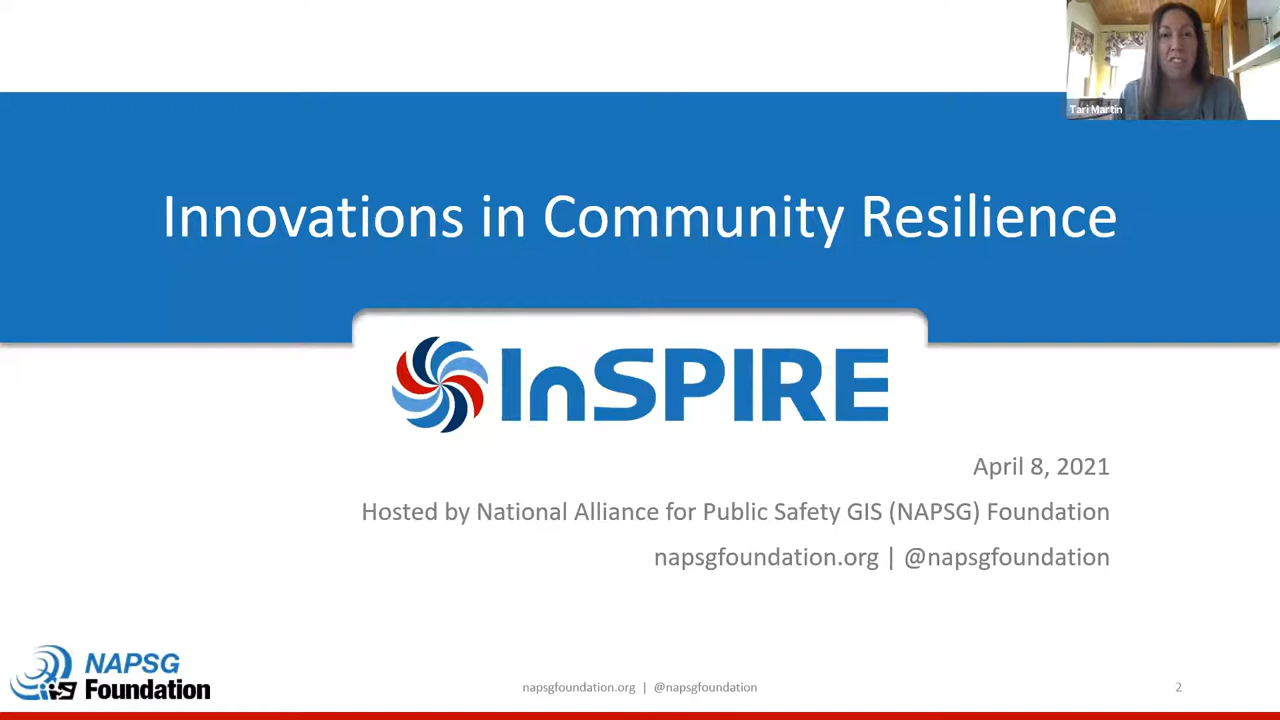 Tari Martin
Innovations in Community Resilience
InSPIRE
April 8, 2021
Hosted by National Alliance for Public Safety GIS (NAPSG) Foundation
napsgfoundation.org | @napsgfoundation
NAPSG
Foundation
napsgfoundation.org | @napsgfoundation
2